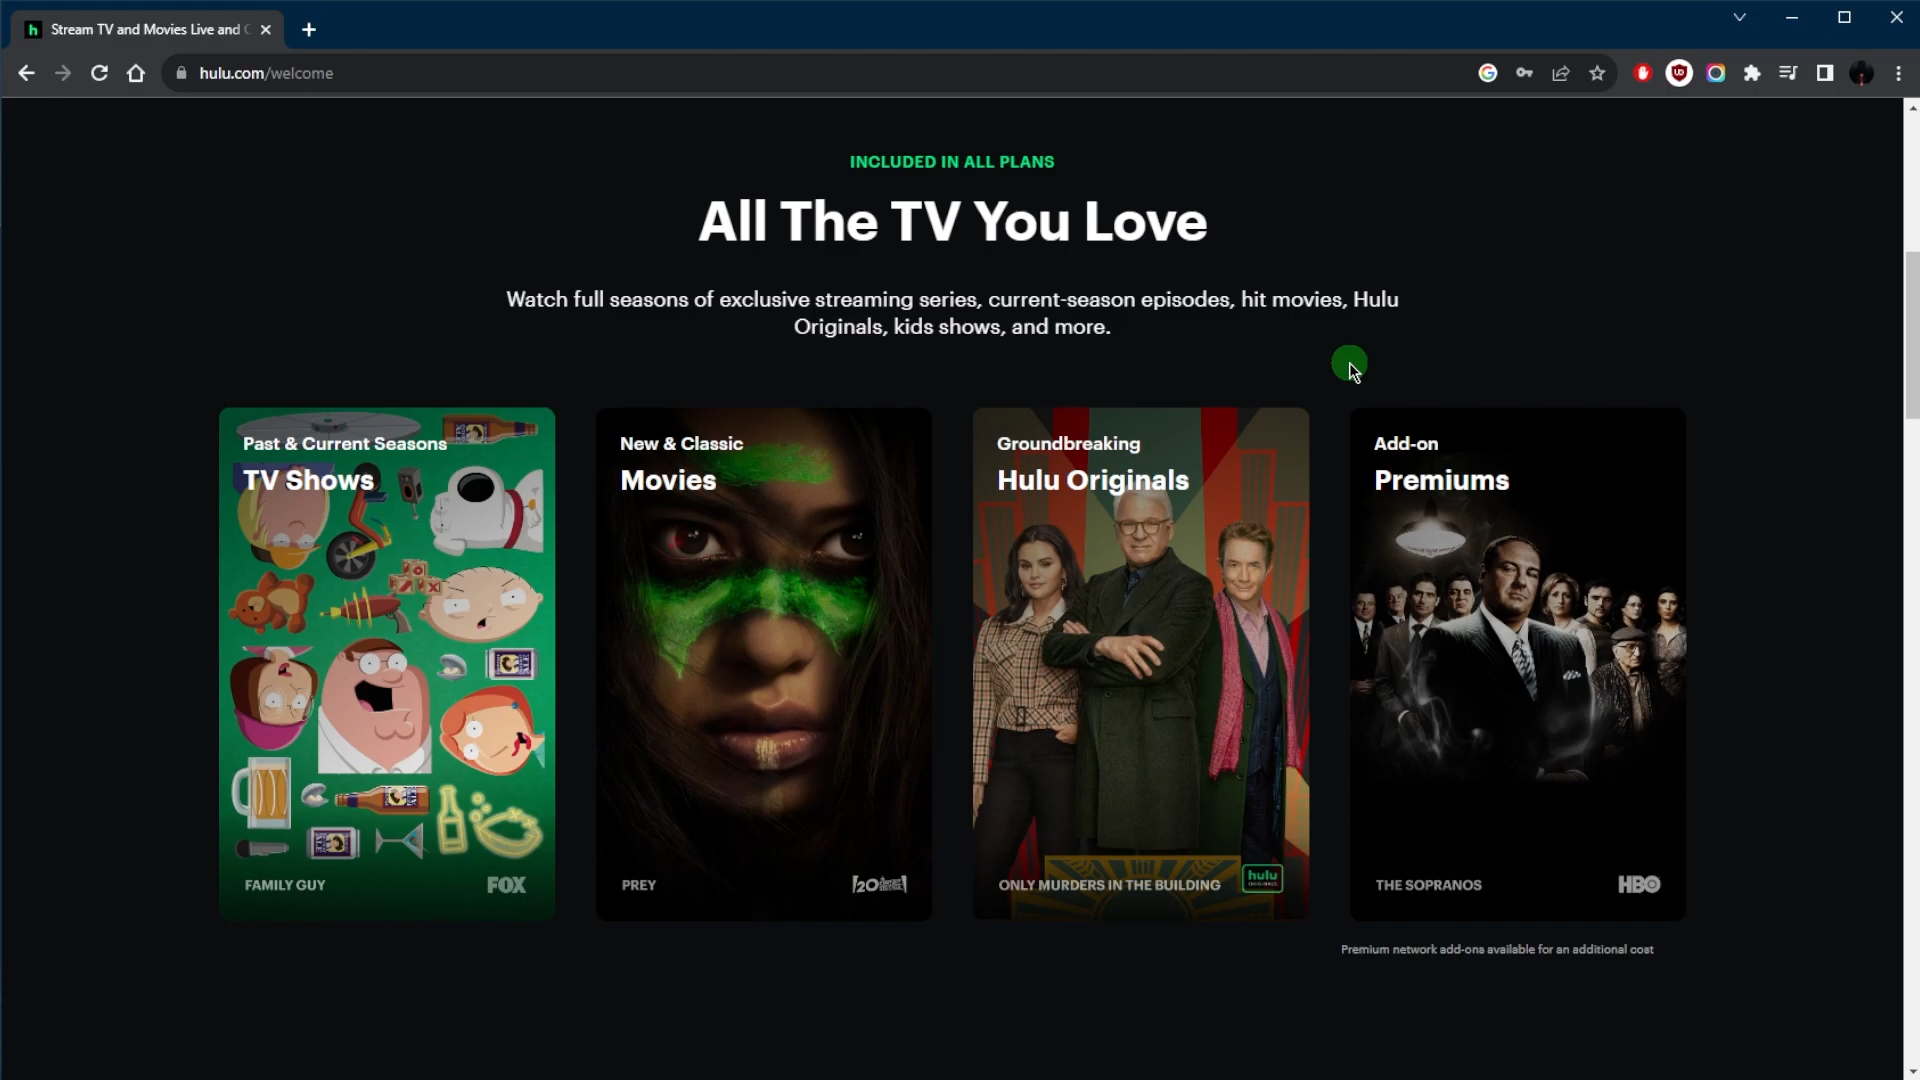 Stream TV and Movies Live and
hulu.com/welcome
INCLUDED IN ALL PLANS
All The TV You Love
Watch full seasons of exclusive streaming series, current-season episodes, hit movies, Hulu
Originals, kids shows, and more.
Past & Current Seasons
TV Shows
FAMILY GUY
FOX
New & Classic
Movies
PREY
20
Groundbreaking
Hulu Originals
ONLY MURDERS IN THE BUILDING
hulu
ORIGINALS
Add-on
Premiums
THE SOPRANOS
HBO
Premium network add-ons available for an additional cost